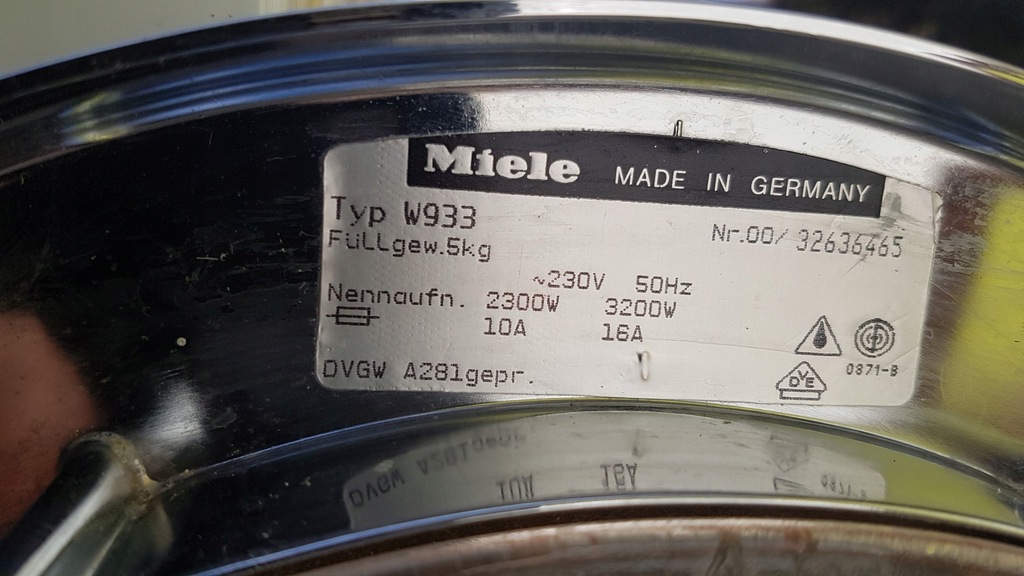 Miele MADE IN GERMANY
Typ W933
Nr.00/ 32636465
Füllgew.5kg
~230V 50Hz
Nennaufn. 2300W 3200W
10A 16A
DVGW A281gepr.
0871-B
DVE